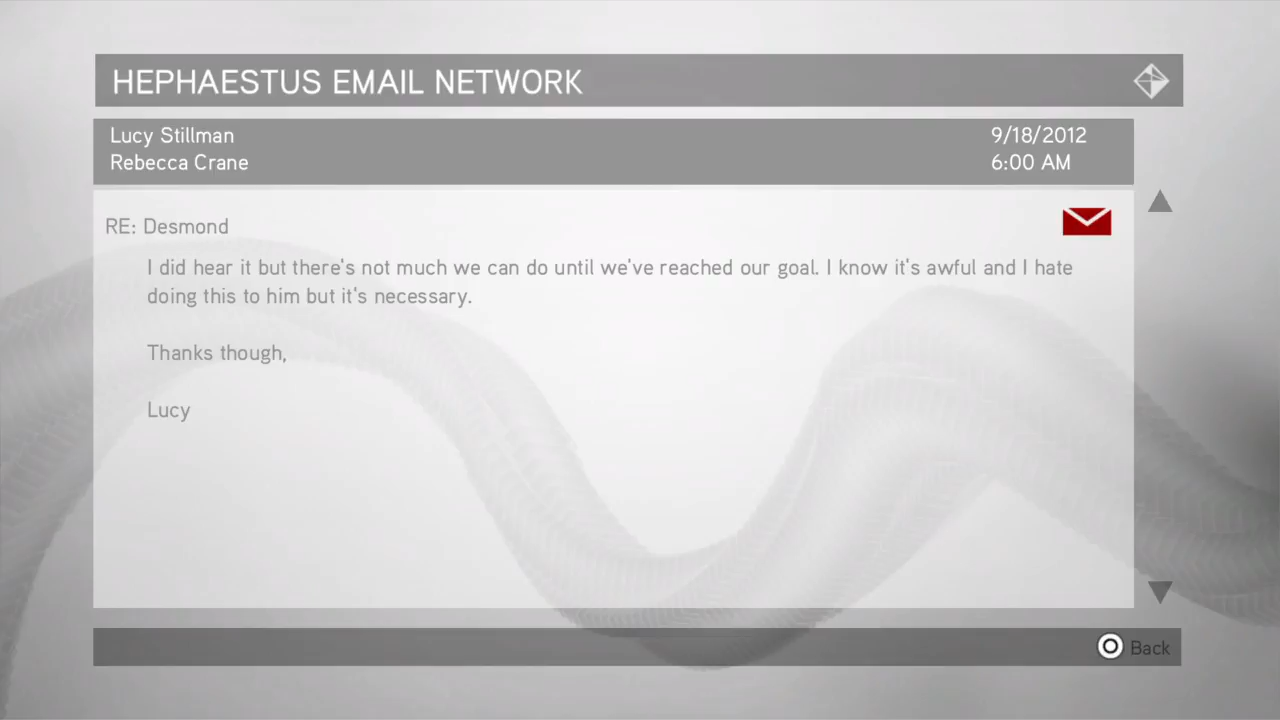 HEPHAESTUS EMAIL NETWORK
Lucy Stillman
9/18/2012
Rebecca Crane
6:00 AM
RE: Desmond
I did hear it but there's not much we can do until we've reached our goal. I know it's awful and I hate
doing this to him but it's necessary.
Thanks though,
Lucy
Back